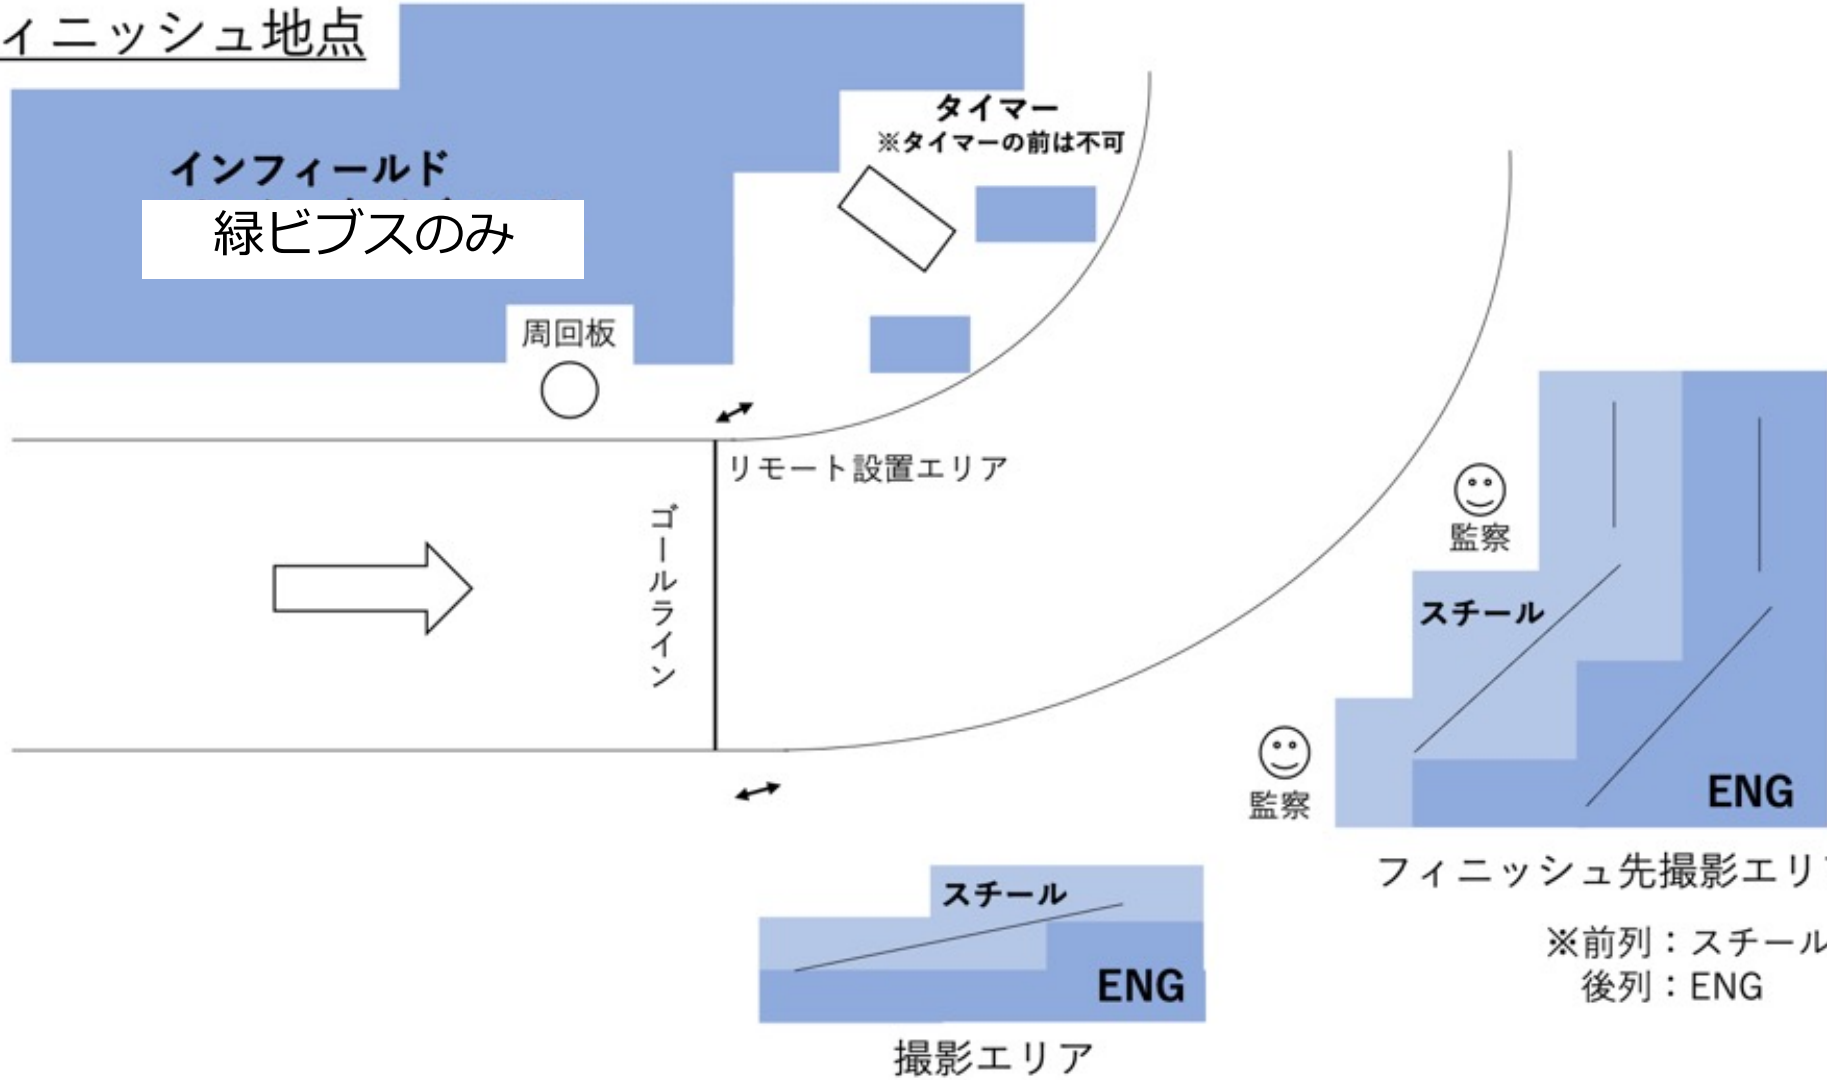 ィニッシュ地点
タイマー
※タイマーの前は不可
インフィールド
緑ビブスのみ
周回板
リモート設置エリア
ゴールライン
監察
スチール
監察
ENG
フィニッシュ先撮影エリ
スチール
※前列：スチール
ENG
後列：ENG
撮影エリア